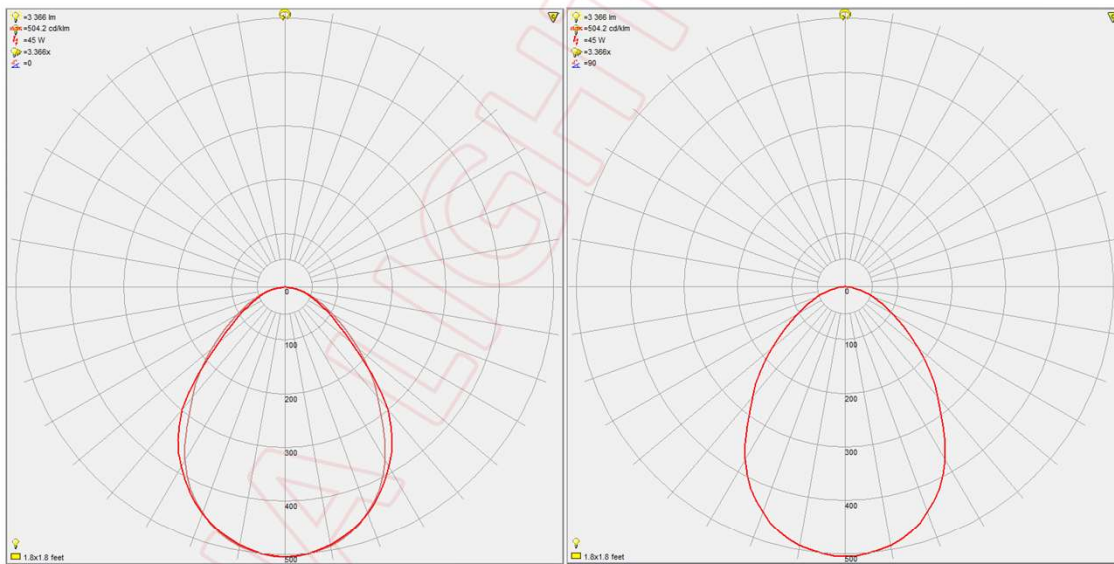 =3 366 lm
=504.2 cd/klm
=45 W
=3.366x
=0
0
100
200
300
400
500
1.8x1.8 feet
=3 366 lm
=504.2 cd/klm
=45 W
=3.366x
=90
0
100
200
300
400
500
1.8x1.8 feet
LIGHT